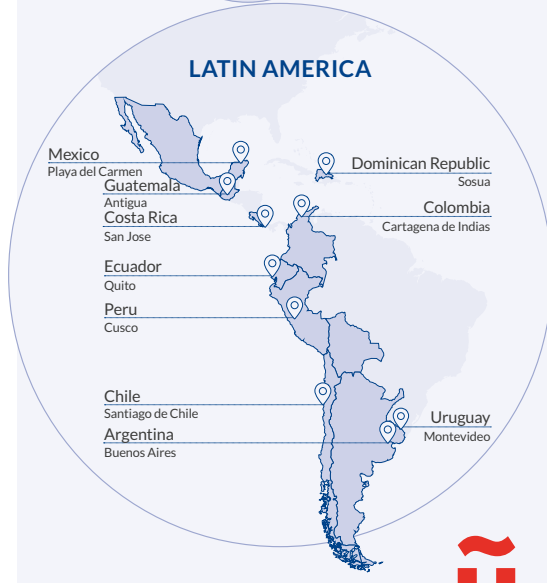 LATIN AMERICA
Mexico
Playa del Carmen
Guatemala
Antigua
Costa Rica
San Jose
Ecuador
Quito
Peru
Cusco
Chile
Santiago de Chile
Argentina
Buenos Aires
Dominican Republic
Sosua
Colombia
Cartagena de Indias
Uruguay
Montevideo